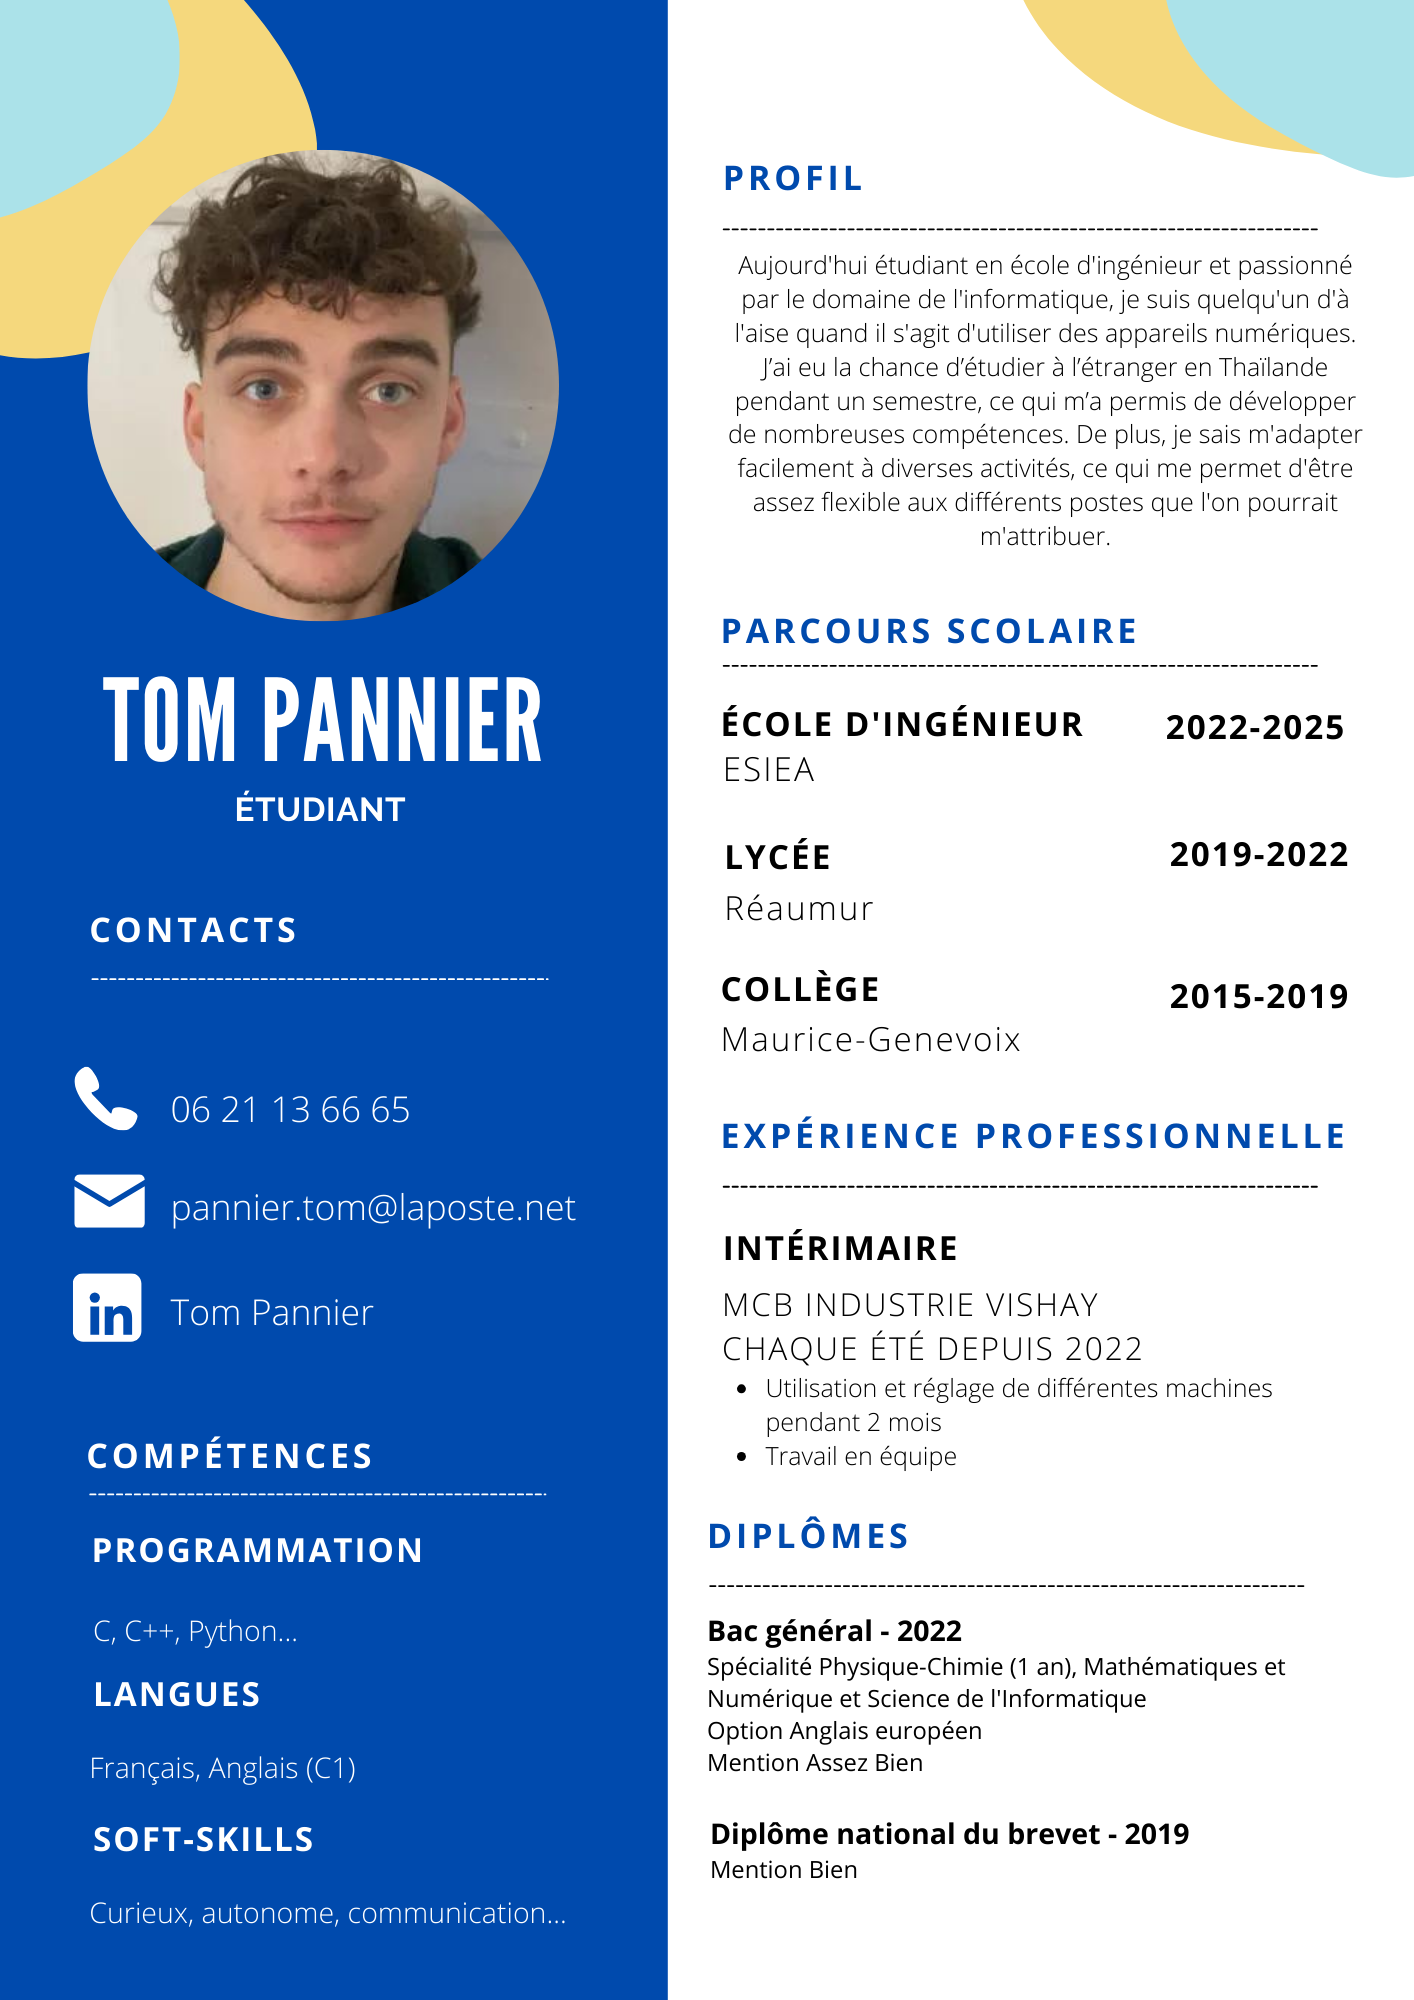 TOM PANNIER
ÉTUDIANT
CONTACTS
06 21 13 66 65
pannier.tom@laposte.net
in
Tom Pannier
COMPÉTENCES
PROGRAMMATION
C, C++, Python...
LANGUES
Français, Anglais (C1)
SOFT-SKILLS
Curieux, autonome, communication...
PROFIL
Aujourd'hui étudiant en école d'ingénieur et passionné
par le domaine de l'informatique, je suis quelqu'un d'à
l'aise quand il s'agit d'utiliser des appareils numériques.
J’ai eu la chance d’étudier à l’étranger en Thaïlande
pendant un semestre, ce qui m’a permis de développer
de nombreuses compétences. De plus, je sais m'adapter
facilement à diverses activités, ce qui me permet d'être
assez flexible aux différents postes que l'on pourrait
m'attribuer.
PARCOURS SCOLAIRE
ÉCOLE D'INGÉNIEUR 2022-2025
ESIEA
LYCÉE 2019-2022
Réaumur
COLLÈGE 2015-2019
Maurice-Genevoix
EXPÉRIENCE PROFESSIONNELLE
INTÉRIMAIRE
MCB INDUSTRIE VISHAY
CHAQUE ÉTÉ DEPUIS 2022
• Utilisation et réglage de différentes machines
pendant 2 mois
• Travail en équipe
DIPLÔMES
Bac général - 2022
Spécialité Physique-Chimie (1 an), Mathématiques et
Numérique et Science de l'Informatique
Option Anglais européen
Mention Assez Bien
Diplôme national du brevet - 2019
Mention Bien